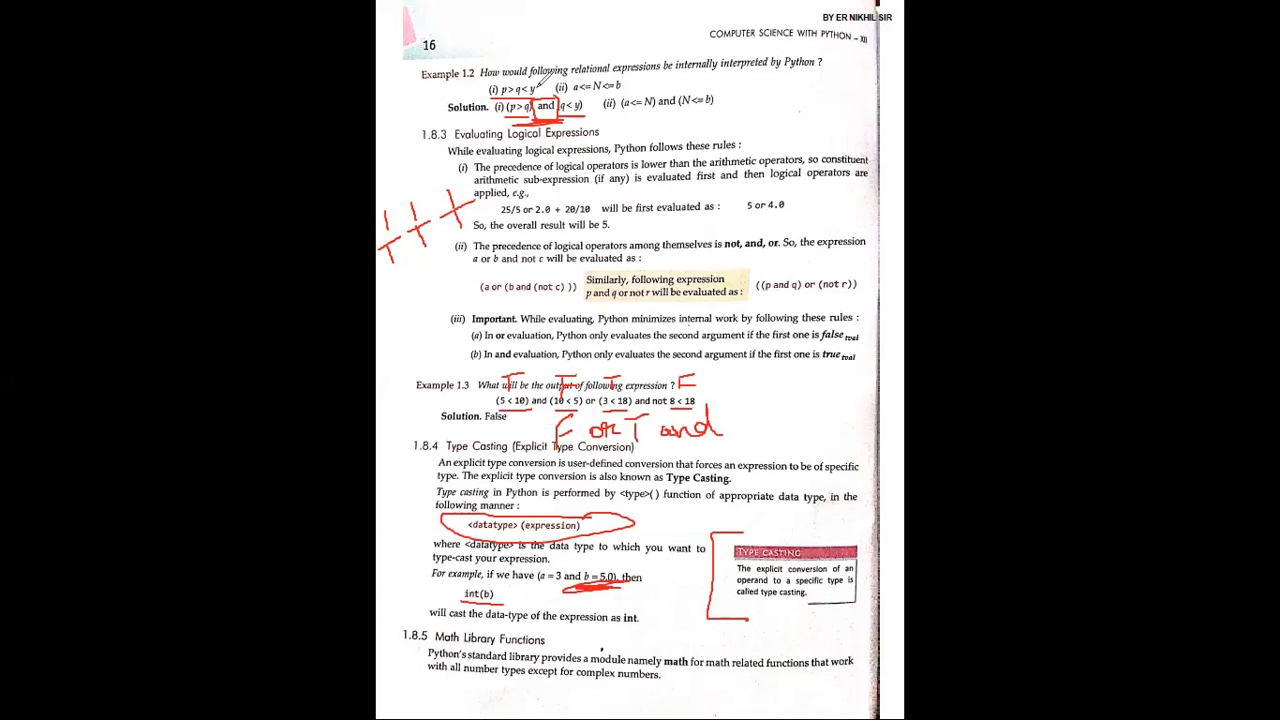 BY ER NIKHIL SIR
COMPUTER SCIENCE WITH PYTHON – XII
16
Example 1.2 How would following relational expressions be internally interpreted by Python ?
(i) p > q < y (ii) a <= N <= b
Solution. (i) (p > q) and (q < y) (ii) (a <= N) and (N <= b)
1.8.3 Evaluating Logical Expressions
While evaluating logical expressions, Python follows these rules :
(i) The precedence of logical operators is lower than the arithmetic operators, so constituent
arithmetic sub-expression (if any) is evaluated first and then logical operators are
applied, e.g.,
25/5 or 2.0 + 20/10 will be first evaluated as : 5 or 4.0
So, the overall result will be 5.
(ii) The precedence of logical operators among themselves is not, and, or. So, the expression
a or b and not c will be evaluated as :
(a or (b and (not c) ))
Similarly, following expression
p and q or not r will be evaluated as :
((p and q) or (not r))
(iii) Important. While evaluating, Python minimizes internal work by following these rules :
(a) In or evaluation, Python only evaluates the second argument if the first one is false tval
(b) In and evaluation, Python only evaluates the second argument if the first one is true tval
T F T F
Example 1.3 What will be the output of following expression ?
(5 < 10) and (10 < 5) or (3 < 18) and not 8 < 18
Solution. False
F or T and
1.8.4 Type Casting (Explicit Type Conversion)
An explicit type conversion is user-defined conversion that forces an expression to be of specific
type. The explicit type conversion is also known as Type Casting.
Type casting in Python is performed by <type>( ) function of appropriate data type, in the
following manner :
<datatype> (expression)
where <datatype> is the data type to which you want to
type-cast your expression.
For example, if we have (a = 3 and b = 5.0), then
int(b)
will cast the data-type of the expression as int.
TYPE CASTING
The explicit conversion of an
operand to a specific type is
called type casting.
1.8.5 Math Library Functions
Python's standard library provides a module namely math for math related functions that work
with all number types except for complex numbers.